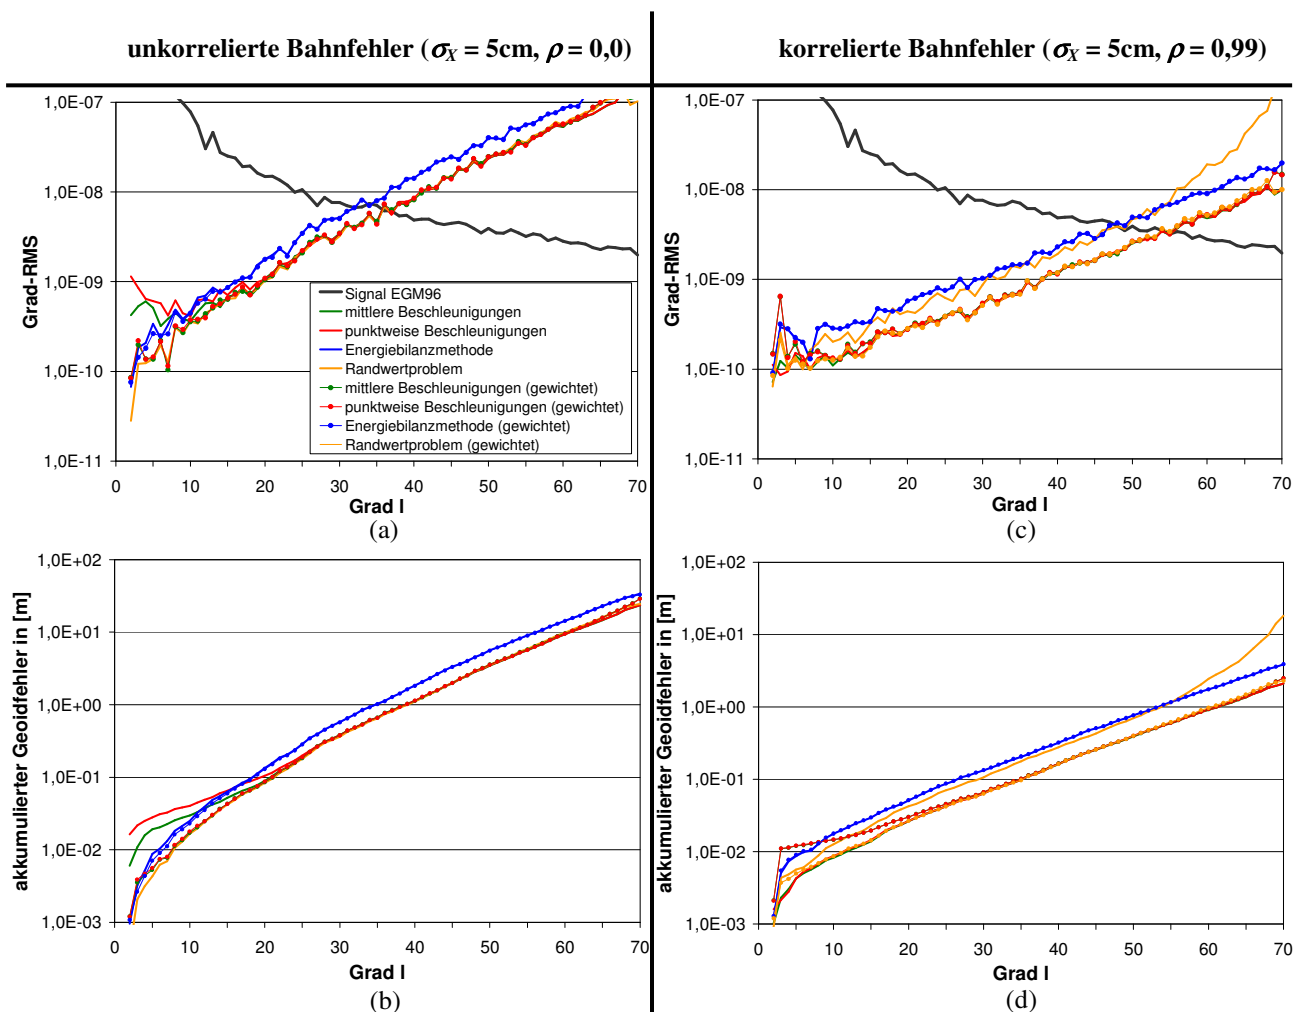 unkorrelierte Bahnfehler (σX = 5cm, ρ = 0,0)
korrelierte Bahnfehler (σX = 5cm, ρ = 0,99)
Grad-RMS
1,0E-07
1,0E-08
1,0E-09
1,0E-10
1,0E-11
Signal EGM96
mittlere Beschleunigungen
punktweise Beschleunigungen
Energiebilanzmethode
Randwertproblem
mittlere Beschleunigungen (gewichtet)
punktweise Beschleunigungen (gewichtet)
Energiebilanzmethode (gewichtet)
Randwertproblem (gewichtet)
0 10 20 30 40 50 60 70
Grad l
(a)
Grad-RMS
1,0E-07
1,0E-08
1,0E-09
1,0E-10
1,0E-11
0 10 20 30 40 50 60 70
Grad l
(c)
akkumulierter Geoidfehler in [m]
1,0E+02
1,0E+01
1,0E+00
1,0E-01
1,0E-02
1,0E-03
0 10 20 30 40 50 60 70
Grad l
(b)
akkumulierter Geoidfehler in [m]
1,0E+02
1,0E+01
1,0E+00
1,0E-01
1,0E-02
1,0E-03
0 10 20 30 40 50 60 70
Grad l
(d)